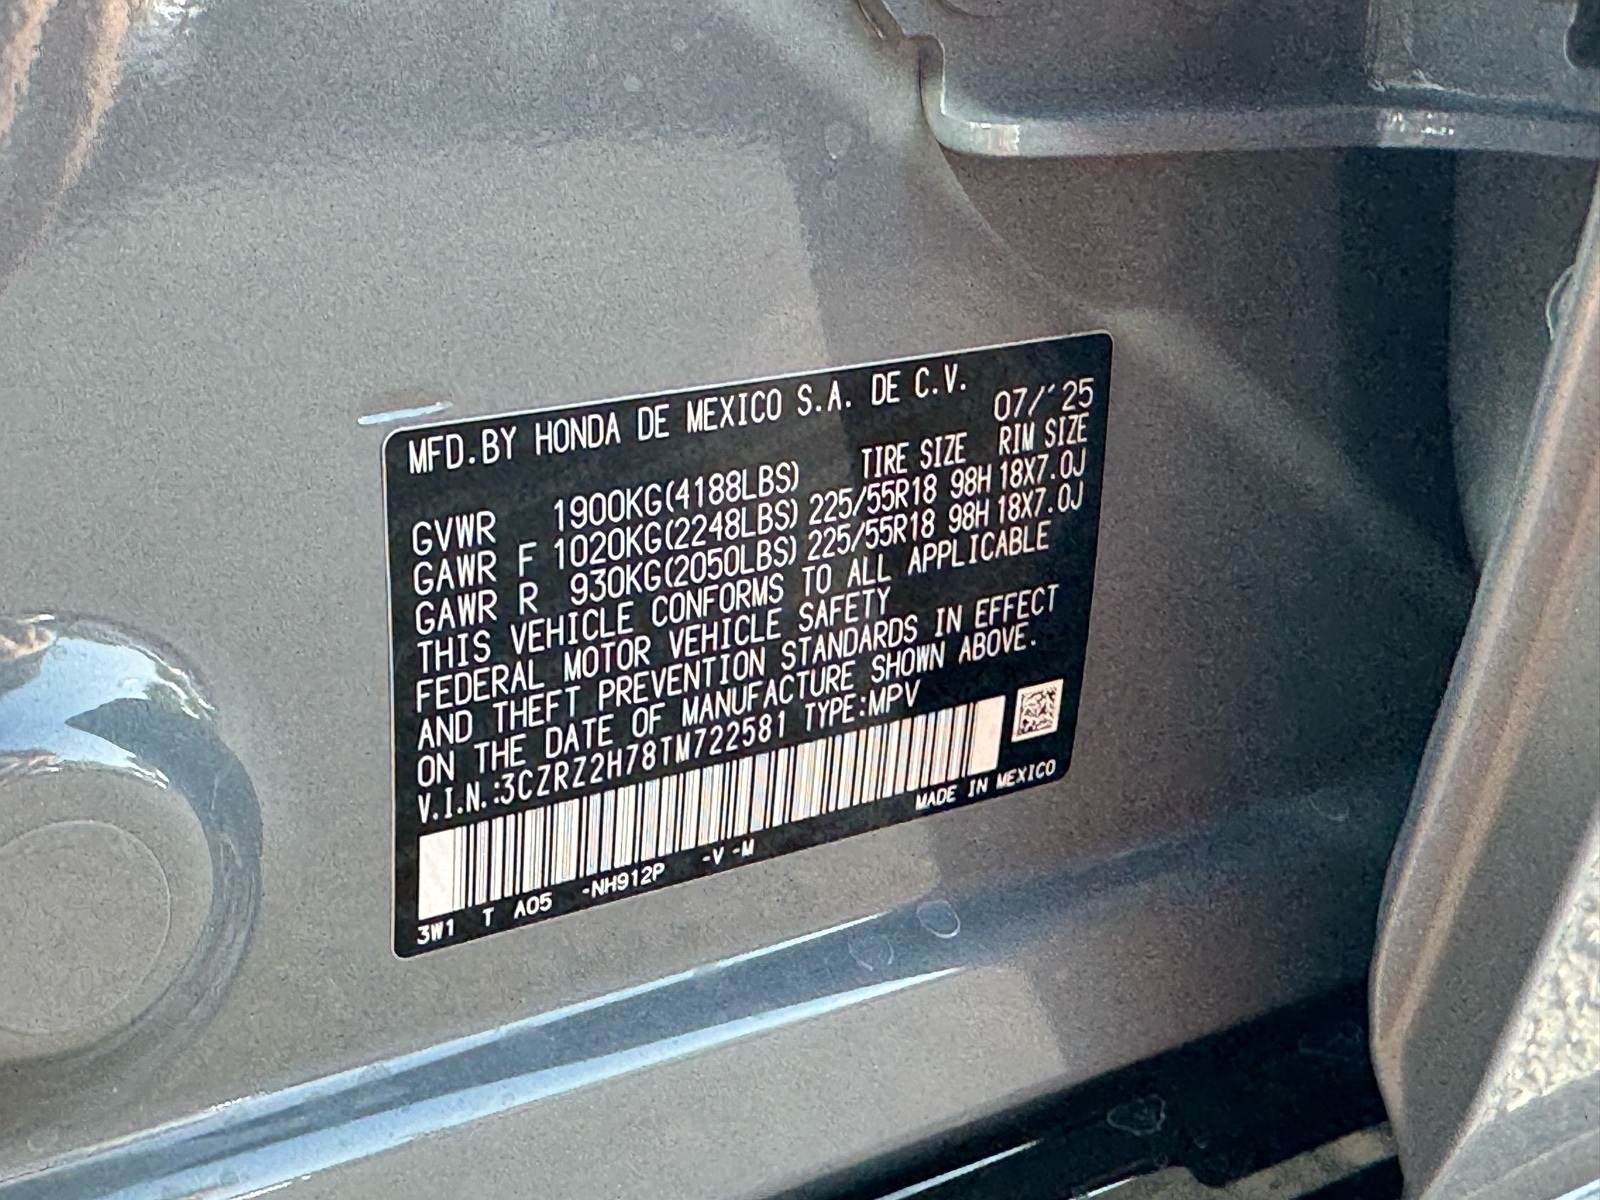 MFD.BY HONDA DE MEXICO S.A. DE C.V.
07/'25
TIRE SIZE RIM SIZE
GVWR 1900KG(4188LBS)
GAWR F 1020KG(2248LBS) 225/55R18 98H 18X7.0J
GAWR R 930KG(2050LBS) 225/55R18 98H 18X7.0J
THIS VEHICLE CONFORMS TO ALL APPLICABLE
FEDERAL MOTOR VEHICLE SAFETY
AND THEFT PREVENTION STANDARDS IN EFFECT
ON THE DATE OF MANUFACTURE SHOWN ABOVE.
V.I.N.:3CZRZ2H78TM722581 TYPE:MPV
MADE IN MEXICO
3W1 T A05 -NH912P -V -M